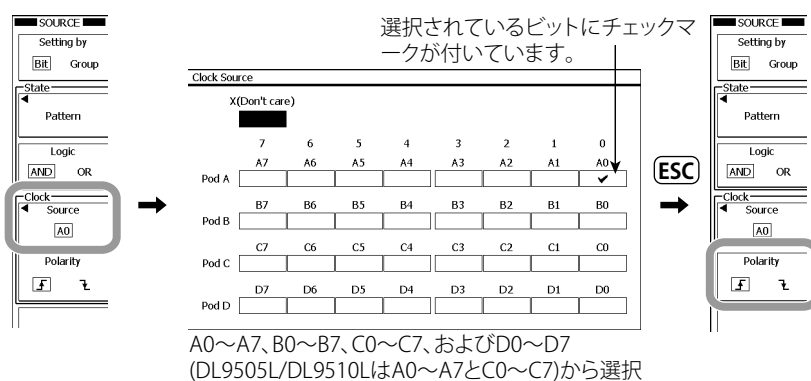 SOURCE
Setting by
Bit Group
State
Pattern
Logic
AND OR
Clock
Source
A0
Polarity
選択されているビットにチェックマ
ークが付いています。
Clock Source
X(Don't care)
7 6 5 4 3 2 1 0
A7 A6 A5 A4 A3 A2 A1 A0
Pod A
B7 B6 B5 B4 B3 B2 B1 B0
Pod B
C7 C6 C5 C4 C3 C2 C1 C0
Pod C
D7 D6 D5 D4 D3 D2 D1 D0
Pod D
A0～A7、B0～B7、C0～C7、およびD0～D7
(DL9505L/DL9510LはA0～A7とC0～C7)から選択
ESC
SOURCE
Setting by
Bit Group
State
Pattern
Logic
AND OR
Clock
Source
A0
Polarity